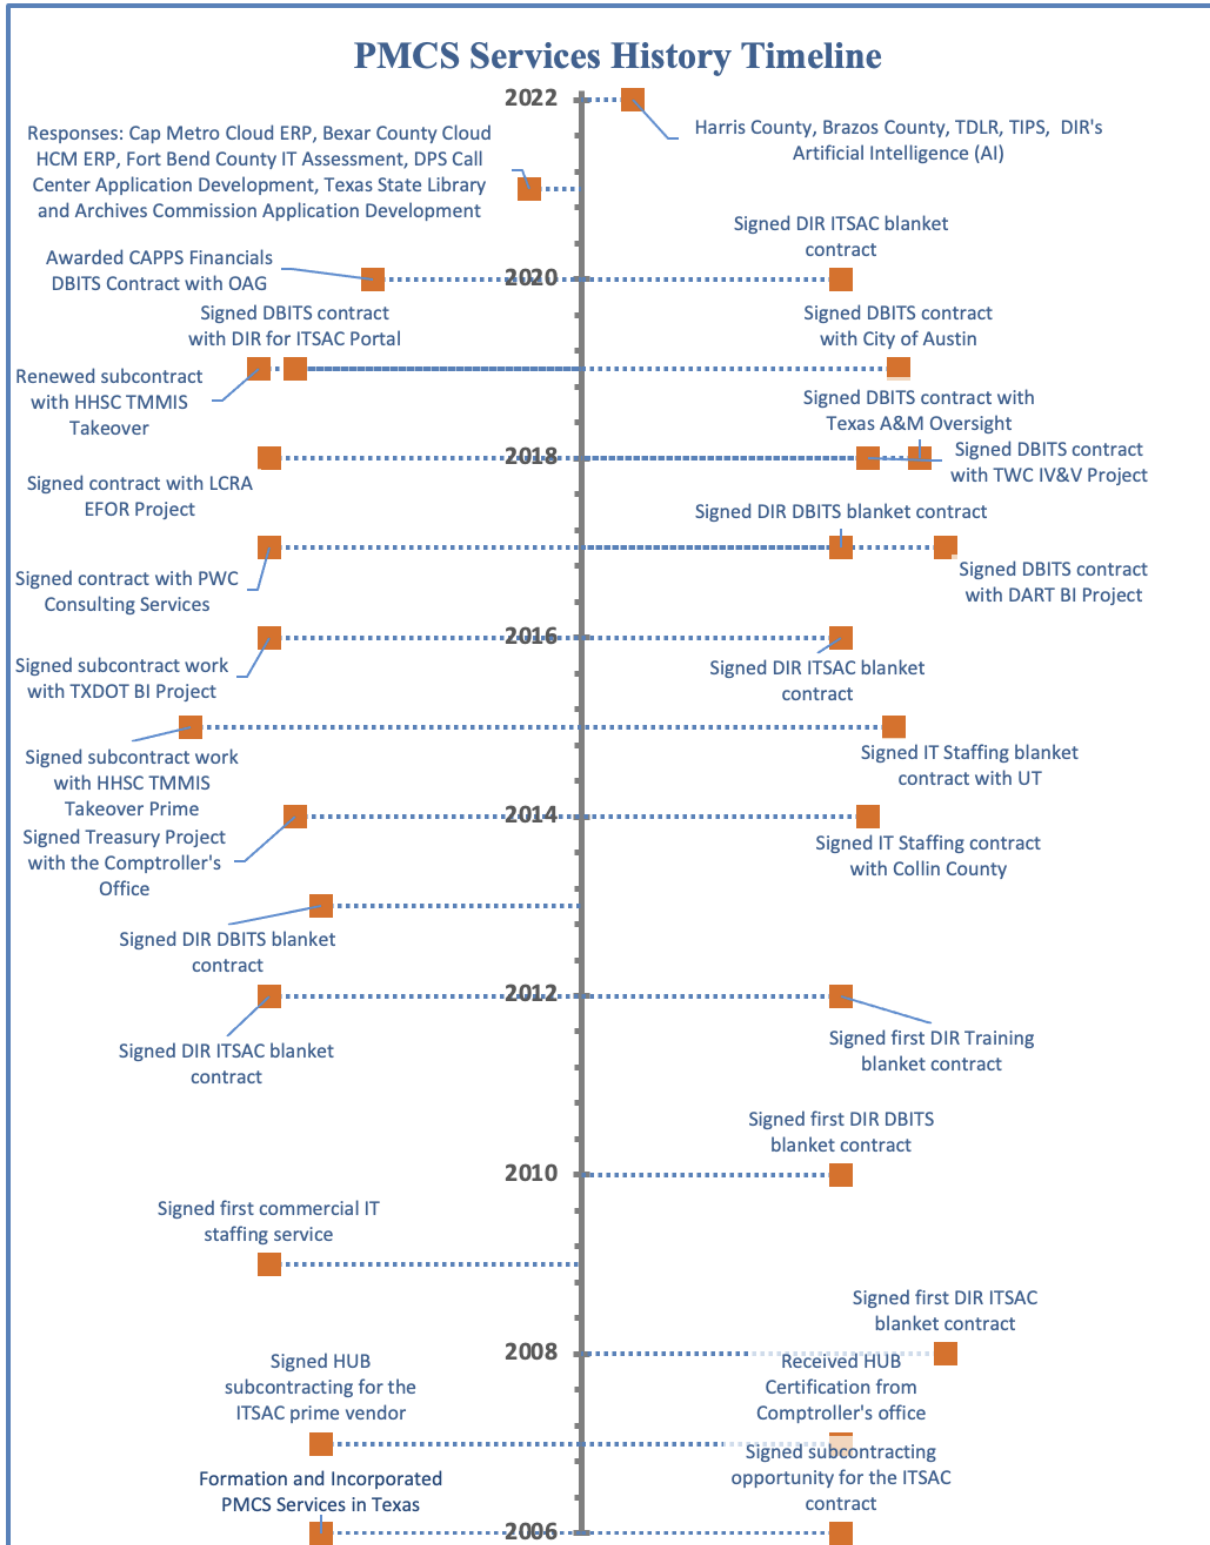 PMCS Services History Timeline
2022
Harris County, Brazos County, TDLR, TIPS, DIR's
Artificial Intelligence (AI)
Responses: Cap Metro Cloud ERP, Bexar County Cloud
HCM ERP, Fort Bend County IT Assessment, DPS Call
Center Application Development, Texas State Library
and Archives Commission Application Development
Signed DIR ITSAC blanket
contract
Awarded CAPPS Financials
DBITS Contract with OAG
2020
Signed DBITS contract
with DIR for ITSAC Portal
Signed DBITS contract
with City of Austin
Renewed subcontract
with HHSC TMMIS
Takeover
Signed DBITS contract with
Texas A&M Oversight
2018
Signed DBITS contract
with TWC IV&V Project
Signed contract with LCRA
EFOR Project
Signed DIR DBITS blanket contract
Signed contract with PWC
Consulting Services
Signed DBITS contract
with DART BI Project
2016
Signed subcontract work
with TXDOT BI Project
Signed DIR ITSAC blanket
contract
Signed subcontract work
with HHSC TMMIS
Takeover Prime
Signed IT Staffing blanket
contract with UT
2014
Signed Treasury Project
with the Comptroller's
Office
Signed IT Staffing contract
with Collin County
Signed DIR DBITS blanket
contract
2012
Signed DIR ITSAC blanket
contract
Signed first DIR Training
blanket contract
Signed first DIR DBITS
blanket contract
2010
Signed first commercial IT
staffing service
Signed first DIR ITSAC
blanket contract
2008
Signed HUB
subcontracting for the
ITSAC prime vendor
Received HUB
Certification from
Comptroller's office
Formation and Incorporated
PMCS Services in Texas
Signed subcontracting
opportunity for the ITSAC
contract
2006